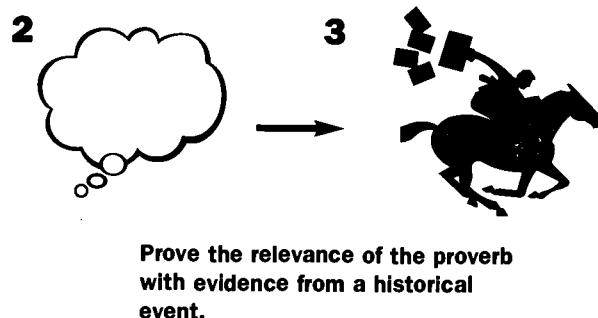 2
3
Prove the relevance of the proverb
with evidence from a historical
event.